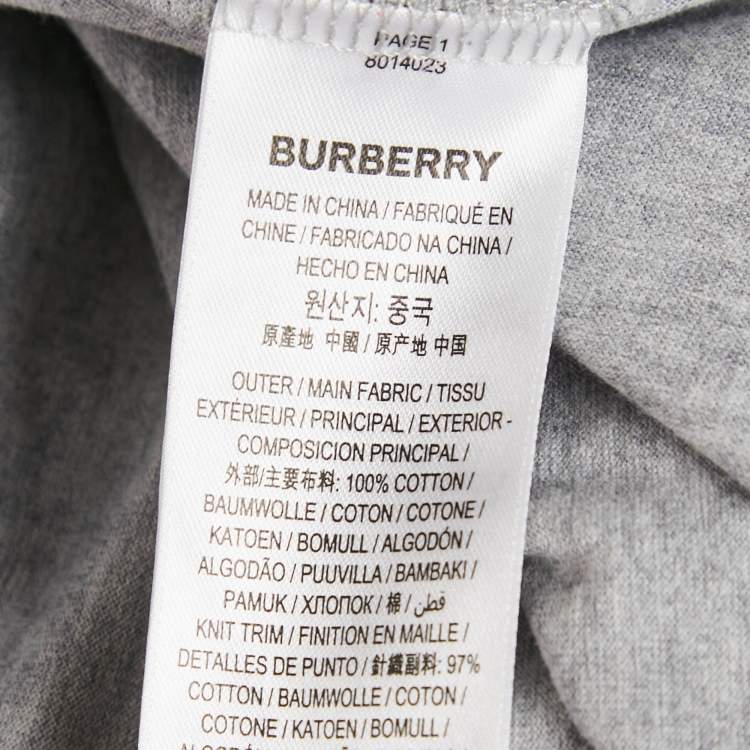 PAGE 1
8014023
BURBERRY
MADE IN CHINA / FABRIQUÉ EN
CHINE / FABRICADO NA CHINA /
HECHO EN CHINA
원산지: 중국
原產地 中國 / 原产地 中国
OUTER / MAIN FABRIC / TISSU
EXTÉRIEUR / PRINCIPAL / EXTERIOR -
COMPOSICION PRINCIPAL /
外部/主要布料: 100% COTTON /
BAUMWOLLE / COTON / COTONE /
KATOEN / BOMULL / ALGODÓN /
ALGODÃO / PUUVILLA / BAMBAKI /
PAMUK / ХЛОПОК / 棉 / قطن
KNIT TRIM / FINITION EN MAILLE /
DETALLES DE PUNTO / 針織副料: 97%
COTTON / BAUMWOLLE / COTON /
COTONE / KATOEN / BOMULL /